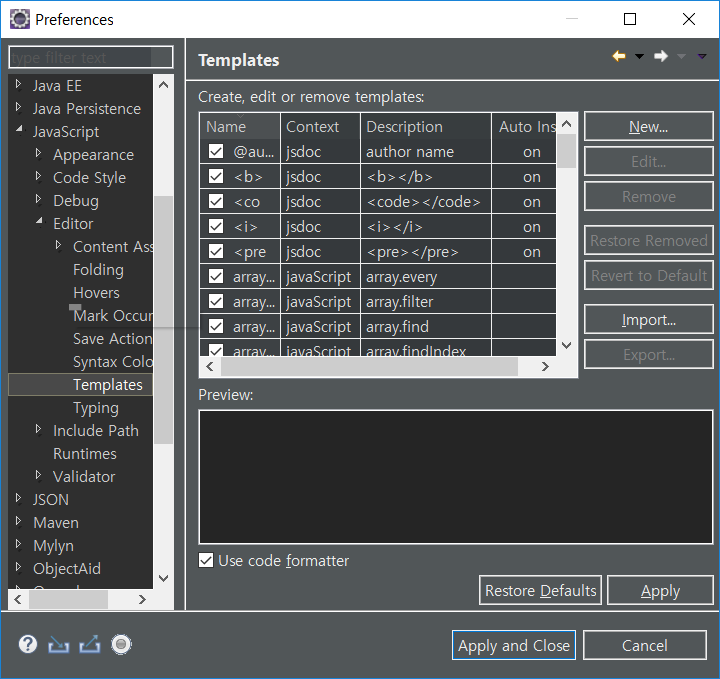 Preferences
type filter text
Java EE
Java Persistence
JavaScript
Appearance
Code Style
Debug
Editor
Content Ass
Folding
Hovers
Mark Occur
Save Action
Syntax Colo
Templates
Typing
Include Path
Runtimes
Validator
JSON
Maven
Mylyn
ObjectAid
Templates
Create, edit or remove templates:
Name Context Description Auto Ins
@au... jsdoc author name on
<b> jsdoc <b></b> on
<co jsdoc <code></code> on
<i> jsdoc <i></i> on
<pre jsdoc <pre></pre> on
array... javaScript array.every
array... javaScript array.filter
array... javaScript array.find
array... javaScript array.findIndex
New...
Edit...
Remove
Restore Removed
Revert to Default
Import...
Export...
Preview:
Use code formatter
Restore Defaults Apply
Apply and Close Cancel